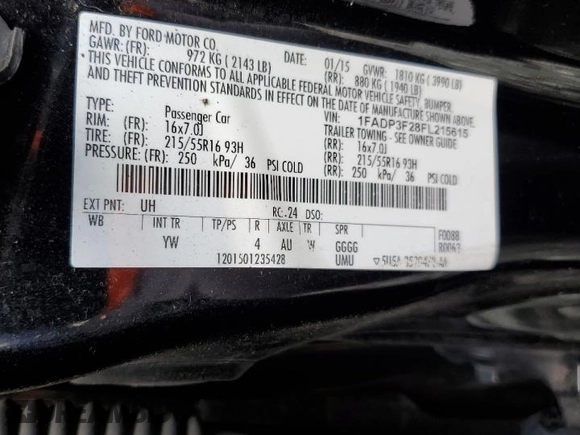 MFD. BY FORD MOTOR CO.
DATE: 01/15 GVWR: 1810 KG ( 3990 LB)
GAWR: (FR): 972 KG ( 2143 LB) (RR): 880 KG ( 1940 LB)
THIS VEHICLE CONFORMS TO ALL APPLICABLE FEDERAL MOTOR VEHICLE SAFETY, BUMPER,
AND THEFT PREVENTION STANDARDS IN EFFECT ON THE DATE OF MANUFACTURE SHOWN ABOVE.
VIN: 1FADP3F28FL215615
TYPE: Passenger Car TRAILER TOWING - SEE OWNER GUIDE
RIM: (FR) 16x7.0J (RR): 16x7.0J
TIRE: (FR) 215/55R16 93H (RR): 215/55R16 93H
PRESSURE: (FR) 250 kPa/ 36 PSI COLD (RR) 250 kPa/ 36 PSI COLD
EXT PNT: UH RC: 24 DSO:
WB INT TR TP/PS R AXLE TR SPR F0088
YW 4 AU W GGGG R0063
1201501235428 UMU